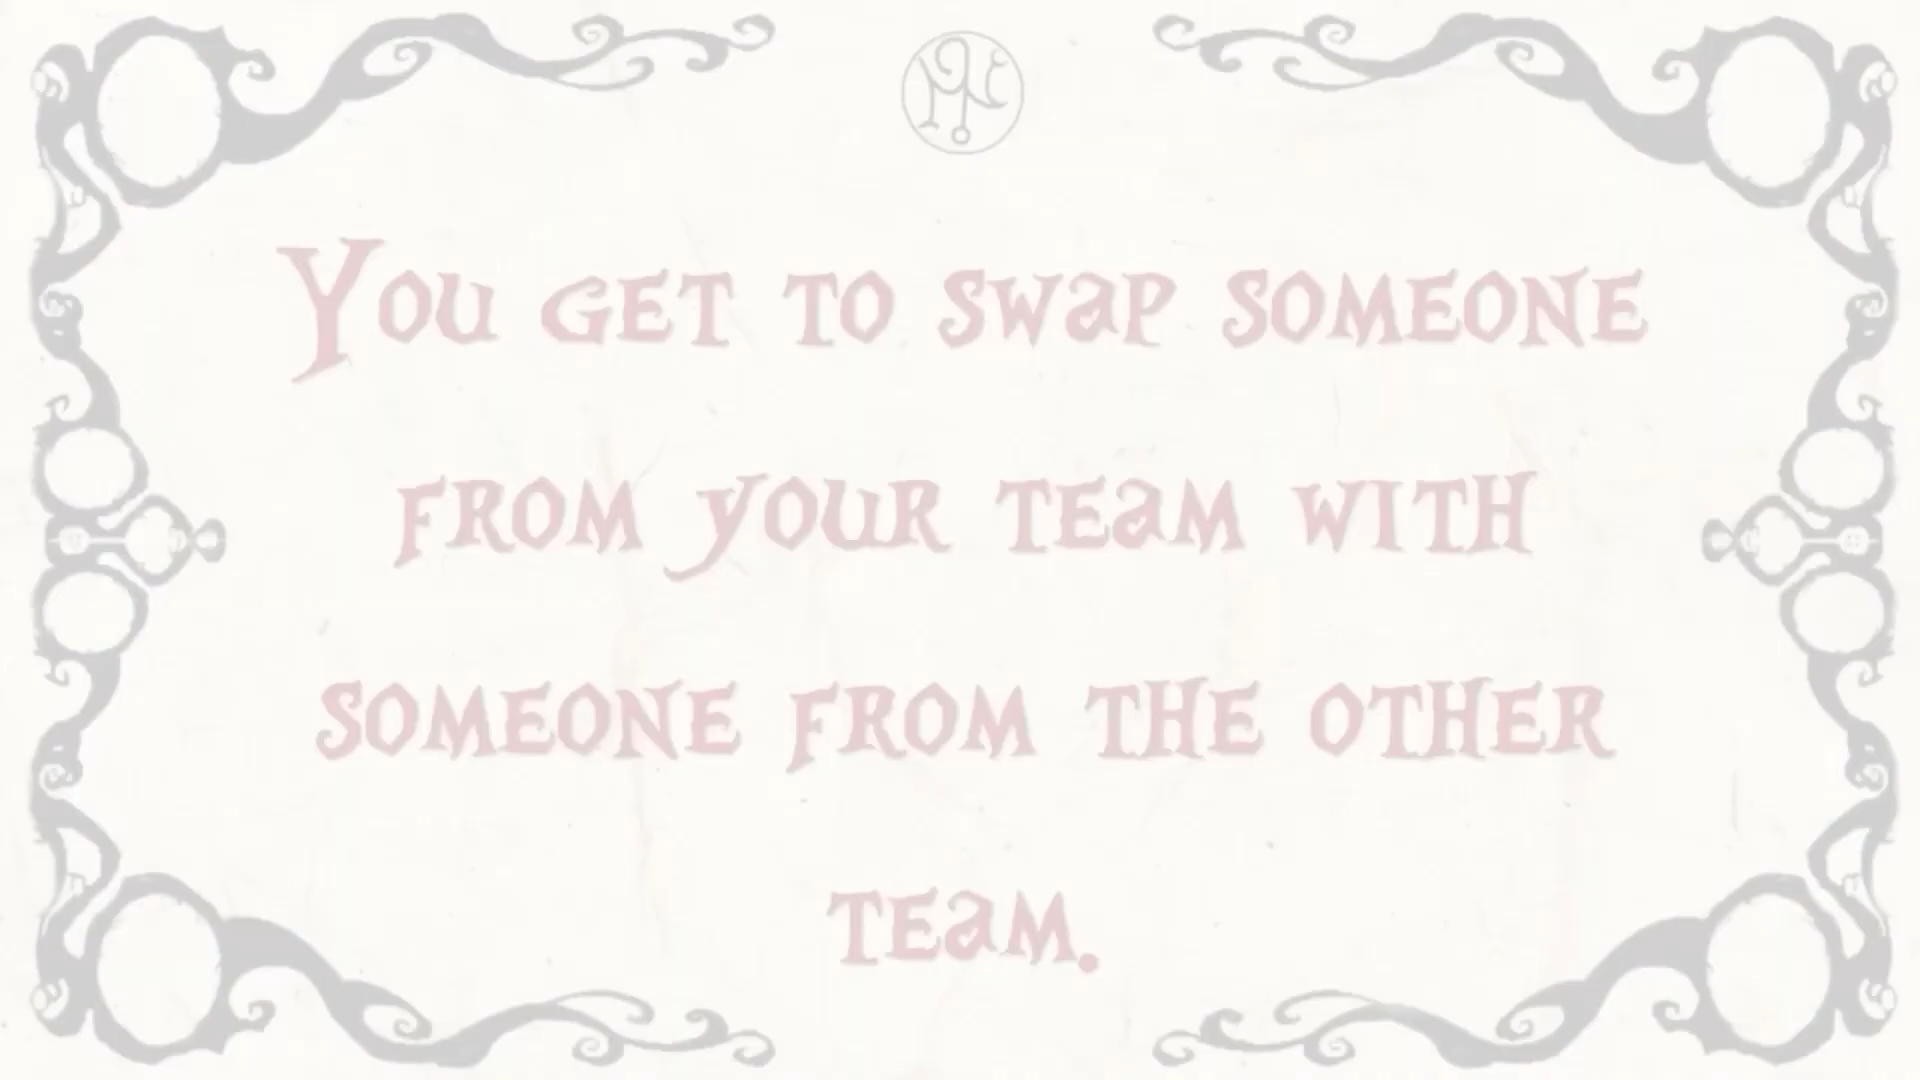 You get to swap someone
from your team with
someone from the other
team.